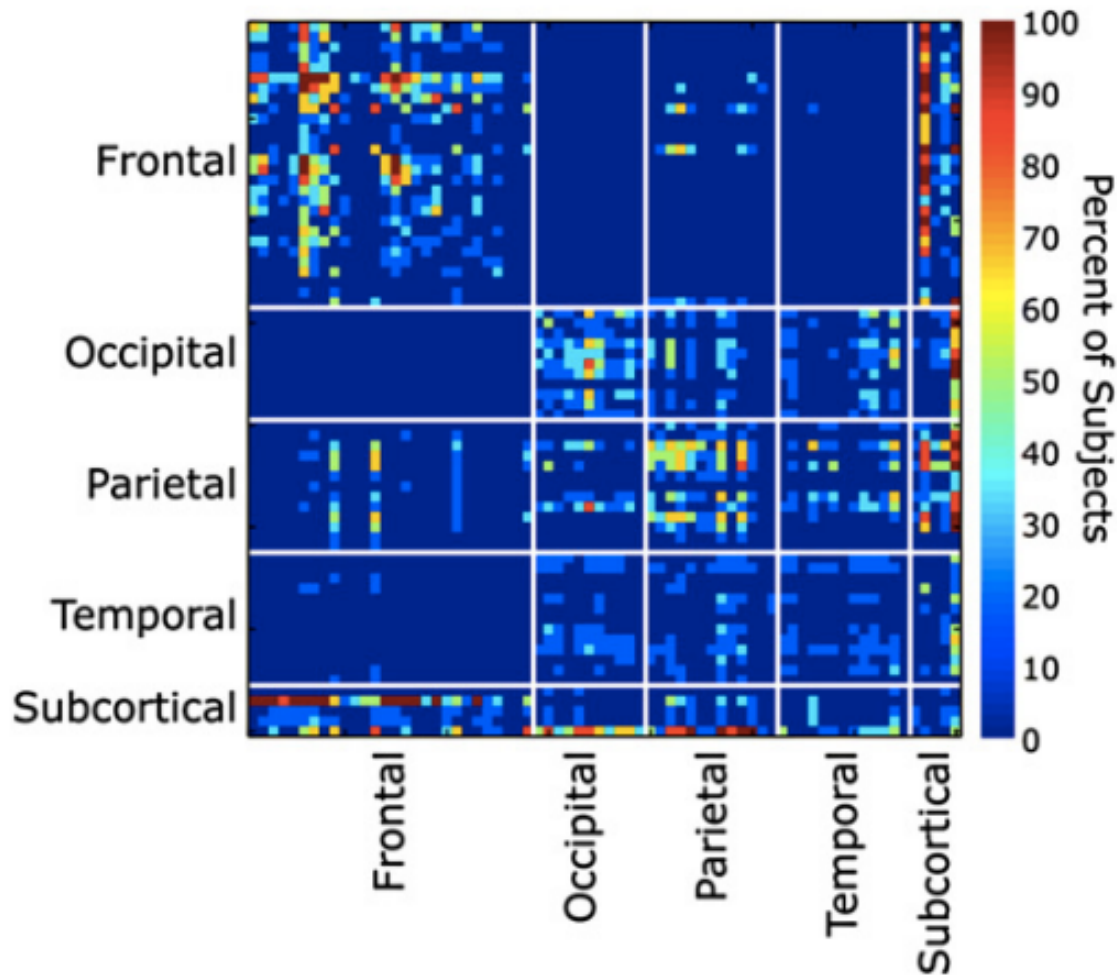 Frontal
Occipital
Parietal
Temporal
Subcortical
Frontal
Occipital
Parietal
Temporal
Subcortical
100
90
80
70
60
50
40
30
20
10
0
Percent of Subjects